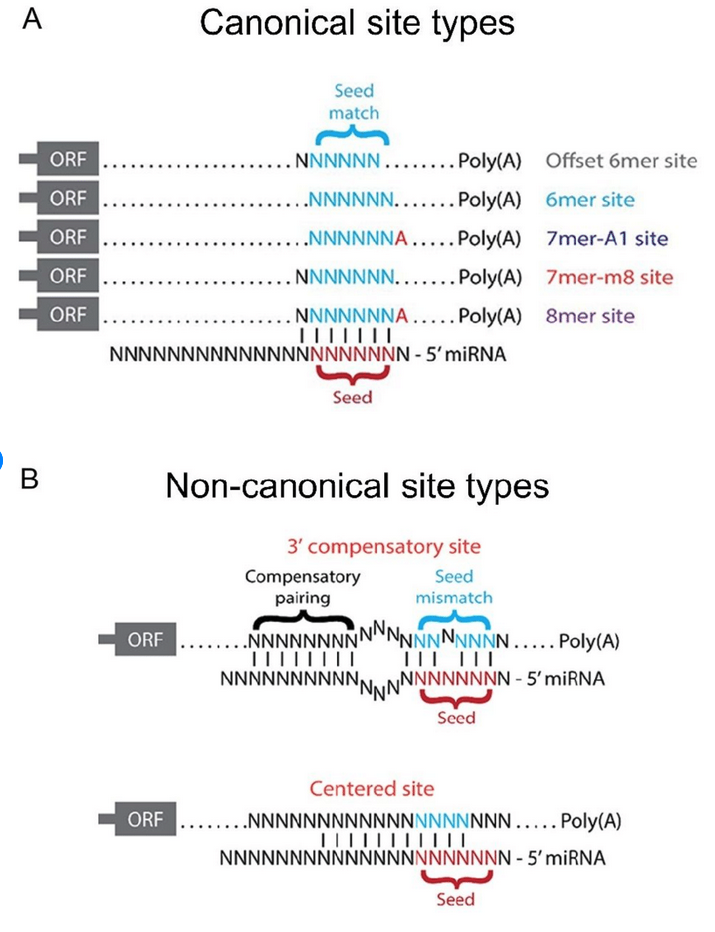 A
Canonical site types
Seed
match
ORF ......................NNNNNN........Poly(A) Offset 6mer site
ORF .......................NNNNNN.......Poly(A) 6mer site
ORF .......................NNNNNNA.....Poly(A) 7mer-A1 site
ORF ......................NNNNNNN.......Poly(A) 7mer-m8 site
ORF ......................NNNNNNNA.....Poly(A) 8mer site
NNNNNNNNNNNNNNNNNNNNN - 5′ miRNA
Seed
B
Non-canonical site types
3′ compensatory site
Compensatory
pairing
Seed
mismatch
ORF ........NNNNNNNNNNNNNNNNNNN.....Poly(A)
NNNNNNNNNNNNNNNNNNNNN - 5′ miRNA
Seed
Centered site
ORF ........NNNNNNNNNNNNNNNNNNN.....Poly(A)
NNNNNNNNNNNNNNNNNNNNN - 5′ miRNA
Seed